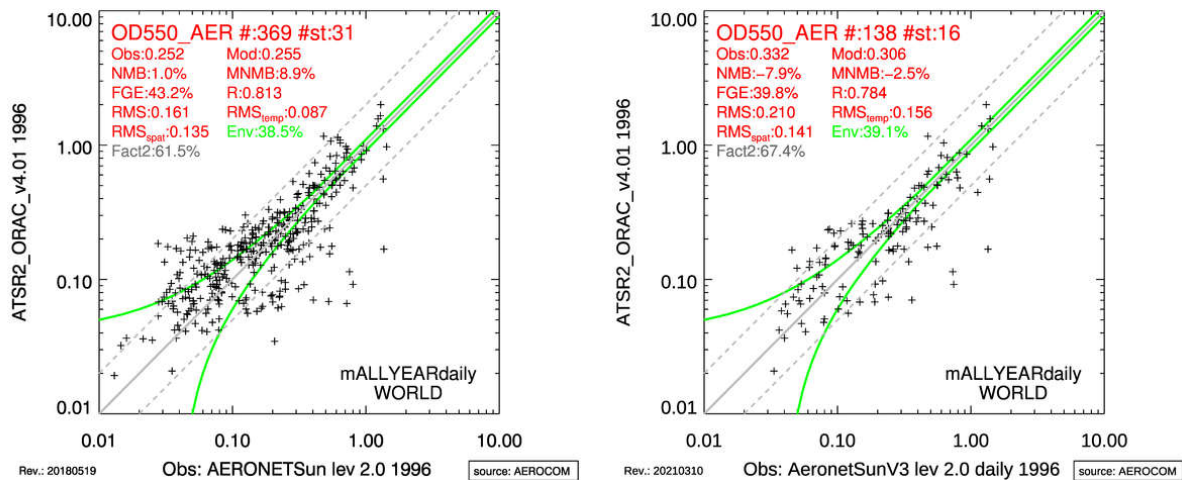 OD550_AER #:369 #st:31
Obs:0.252 Mod:0.255
NMB:1.0% MNMB:8.9%
FGE:43.2% R:0.813
RMS:0.161 RMStemp:0.087
RMSspat:0.135 Env:38.5%
Fact2:61.5%
10.00
1.00
0.10
0.01
ATSR2_ORAC_v4.01 1996
mALLYEARdaily
WORLD
0.01 0.10 1.00 10.00
Rev.: 20180519 Obs: AERONETSun lev 2.0 1996 source: AEROCOM
OD550_AER #:138 #st:16
Obs:0.332 Mod:0.306
NMB:−7.9% MNMB:−2.5%
FGE:39.8% R:0.784
RMS:0.210 RMStemp:0.156
RMSspat:0.141 Env:39.1%
Fact2:67.4%
10.00
1.00
0.10
0.01
ATSR2_ORAC_v4.01 1996
mALLYEARdaily
WORLD
0.01 0.10 1.00 10.00
Rev.: 20210310 Obs: AeronetSunV3 lev 2.0 daily 1996 source: AEROCOM